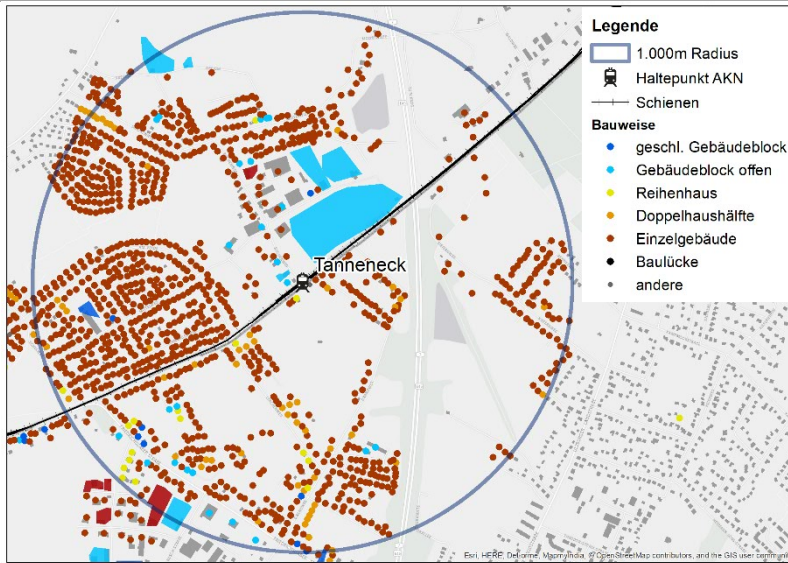 Legende
1.000m Radius
Haltepunkt AKN
Schienen
Bauweise
geschl. Gebäudeblock
Gebäudeblock offen
Reihenhaus
Doppelhaushälfte
Einzelgebäude
Baulücke
andere
Tanneneck
Esri, HERE, DeLorme, MapmyIndia, © OpenStreetMap contributors, and the GIS user